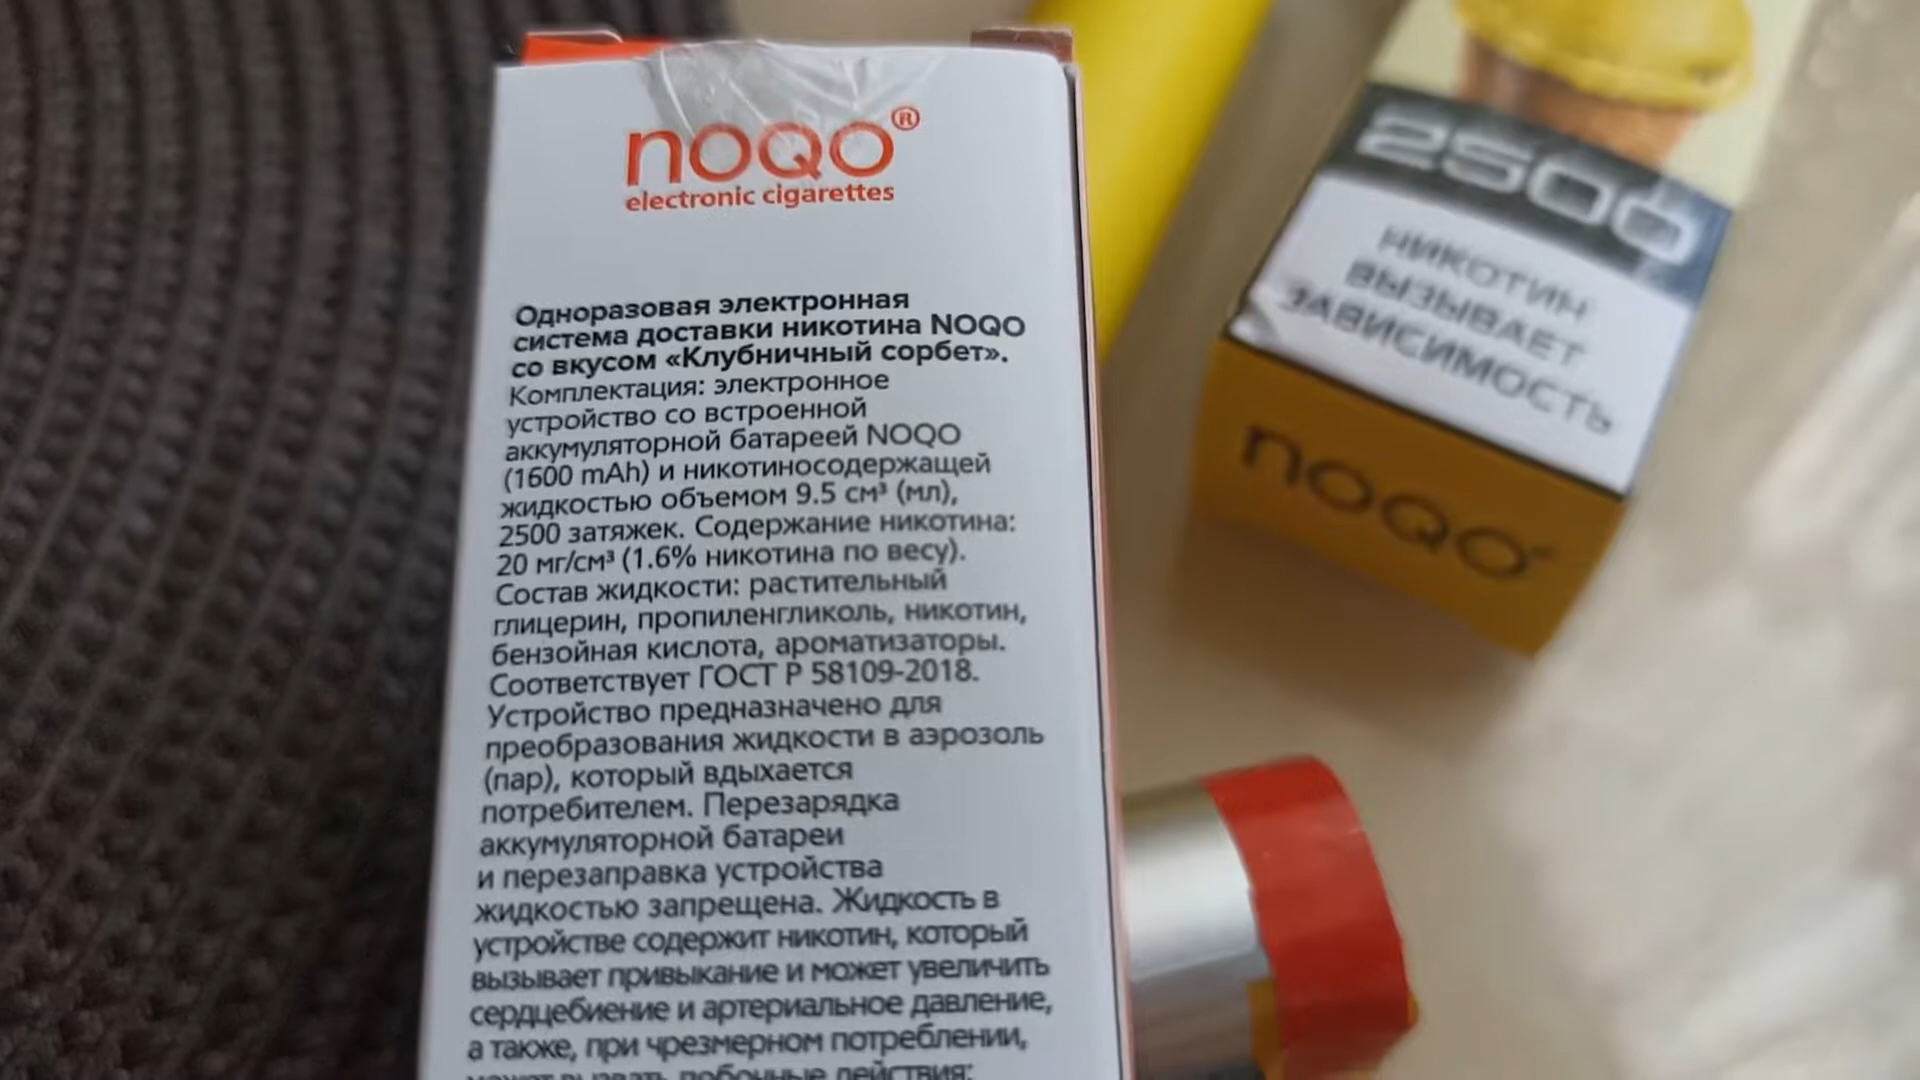 noqo®
electronic cigarettes
Одноразовая электронная
система доставки никотина NOQO
со вкусом «Клубничный сорбет».
Комплектация: электронное
устройство со встроенной
аккумуляторной батареей NOQO
(1600 mAh) и никотиносодержащей
жидкостью объемом 9.5 см³ (мл),
2500 затяжек. Содержание никотина:
20 мг/см³ (1.6% никотина по весу).
Состав жидкости: растительный
глицерин, пропиленгликоль, никотин,
бензойная кислота, ароматизаторы.
Соответствует ГОСТ Р 58109-2018.
Устройство предназначено для
преобразования жидкости в аэрозоль
(пар), который вдыхается
потребителем. Перезарядка
аккумуляторной батареи
и перезаправка устройства
жидкостью запрещена. Жидкость в
устройстве содержит никотин, который
вызывает привыкание и может увеличить
сердцебиение и артериальное давление,
а также, при чрезмерном потреблении,
может вызвать побочные действия:
2500
НИКОТИН
ВЫЗЫВАЕТ
ЗАВИСИМОСТЬ
noqo